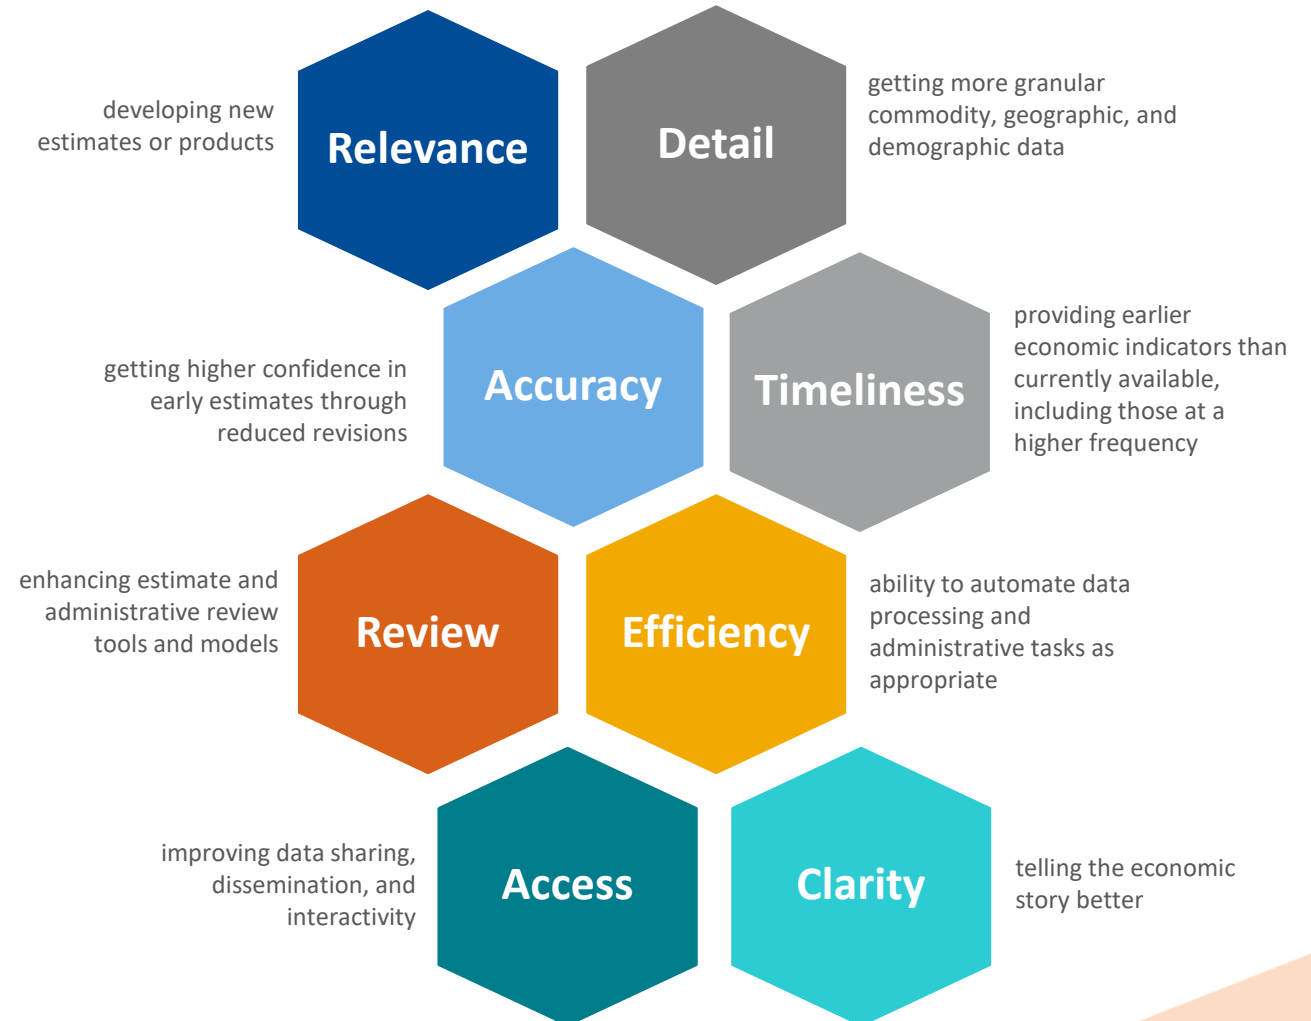 developing new
estimates or products
Relevance
Detail
getting more granular
commodity, geographic, and
demographic data
getting higher confidence in
early estimates through
reduced revisions
Accuracy
Timeliness
providing earlier
economic indicators than
currently available,
including those at a
higher frequency
enhancing estimate and
administrative review
tools and models
Review
Efficiency
ability to automate data
processing and
administrative tasks as
appropriate
improving data sharing,
dissemination, and
interactivity
Access
Clarity
telling the economic
story better